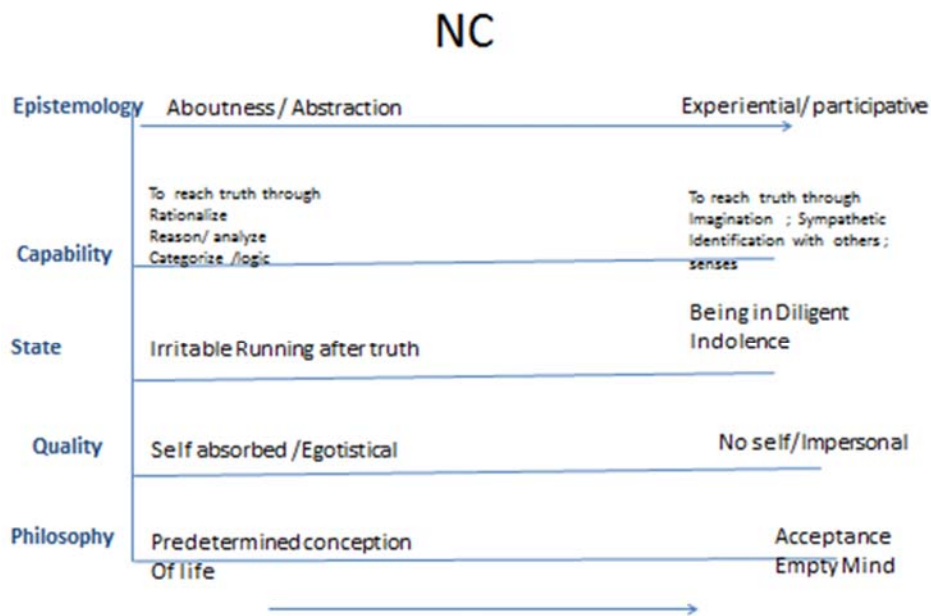 NC
Epistemology
Aboutness / Abstraction
Experiential/ participative
Capability
To reach truth through
Rationalize
Reason/ analyze
Categorize /logic
To reach truth through
Imagination ; Sympathetic
Identification with others ;
senses
State
Irritable Running after truth
Being in Diligent
Indolence
Quality
Self absorbed /Egotistical
No self/Impersonal
Philosophy
Predetermined conception
Of life
Acceptance
Empty Mind